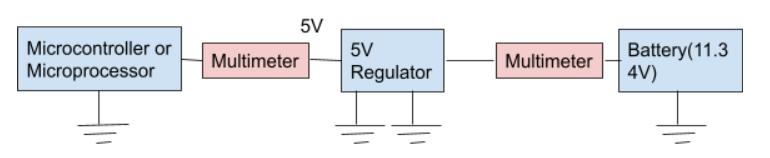 5V
Microcontroller or
Microprocessor
Multimeter
5V
Regulator
Multimeter
Battery(11.3
4V)